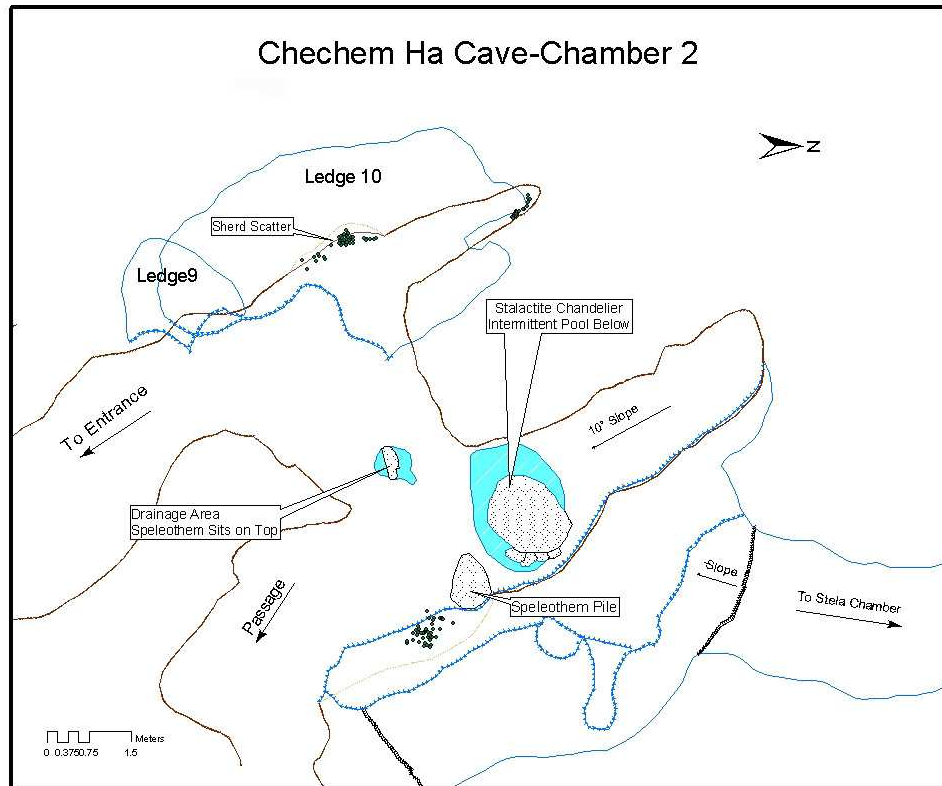 Chechem Ha Cave-Chamber 2
N
Ledge 10
Sherd Scatter
Ledge9
Stalactite Chandelier
Intermittent Pool Below
To Entrance
10° Slope
Drainage Area
Speleothem Sits on Top
Slope
Passage
Speleothem Pile
To Stela Chamber
Meters
0 0.3750.75 1.5